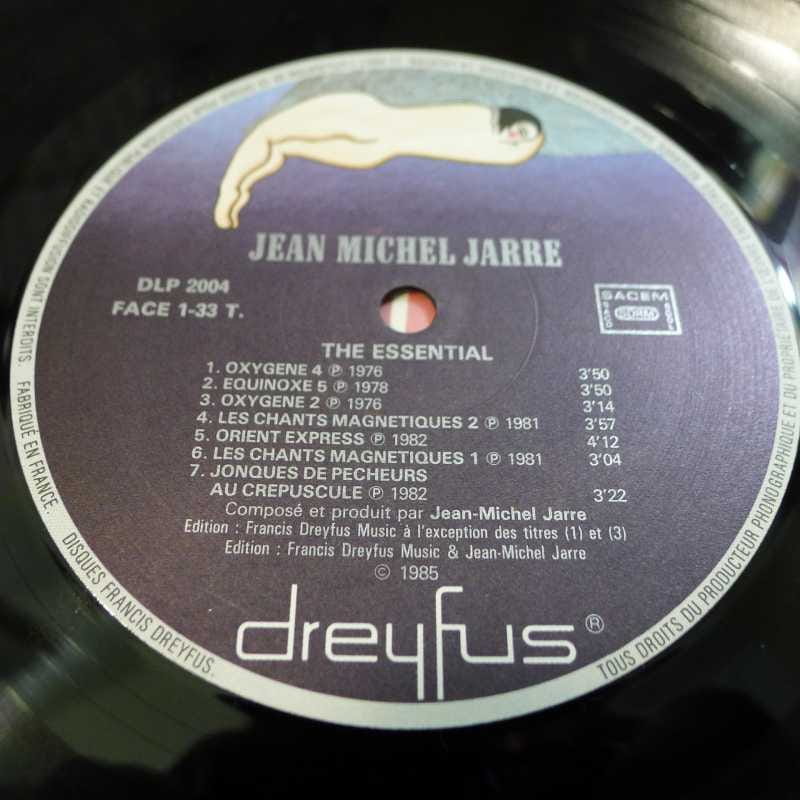 JEAN MICHEL JARRE
DLP 2004
FACE 1-33 T.
SACEM
SDRM
THE ESSENTIAL
1. OXYGENE 4 ℗ 1976 3'50
2. EQUINOXE 5 ℗ 1978 3'50
3. OXYGENE 2 ℗ 1976 3'14
4. LES CHANTS MAGNETIQUES 2 ℗ 1981 3'57
5. ORIENT EXPRESS ℗ 1982 4'12
6. LES CHANTS MAGNETIQUES 1 ℗ 1981 3'04
7. JONQUES DE PECHEURS
AU CREPUSCULE ℗ 1982 3'22
Composé et produit par Jean-Michel Jarre
Edition : Francis Dreyfus Music à l'exception des titres (1) et (3)
Edition : Francis Dreyfus Music & Jean-Michel Jarre
© 1985
dreyfus®
DISQUES FRANCIS DREYFUS.
FABRIQUÉ EN FRANCE.
SONT INTERDITS.
TOUS DROITS DU PRODUCTEUR PHONOGRAPHIQUE ET DU PROPRIETAIRE